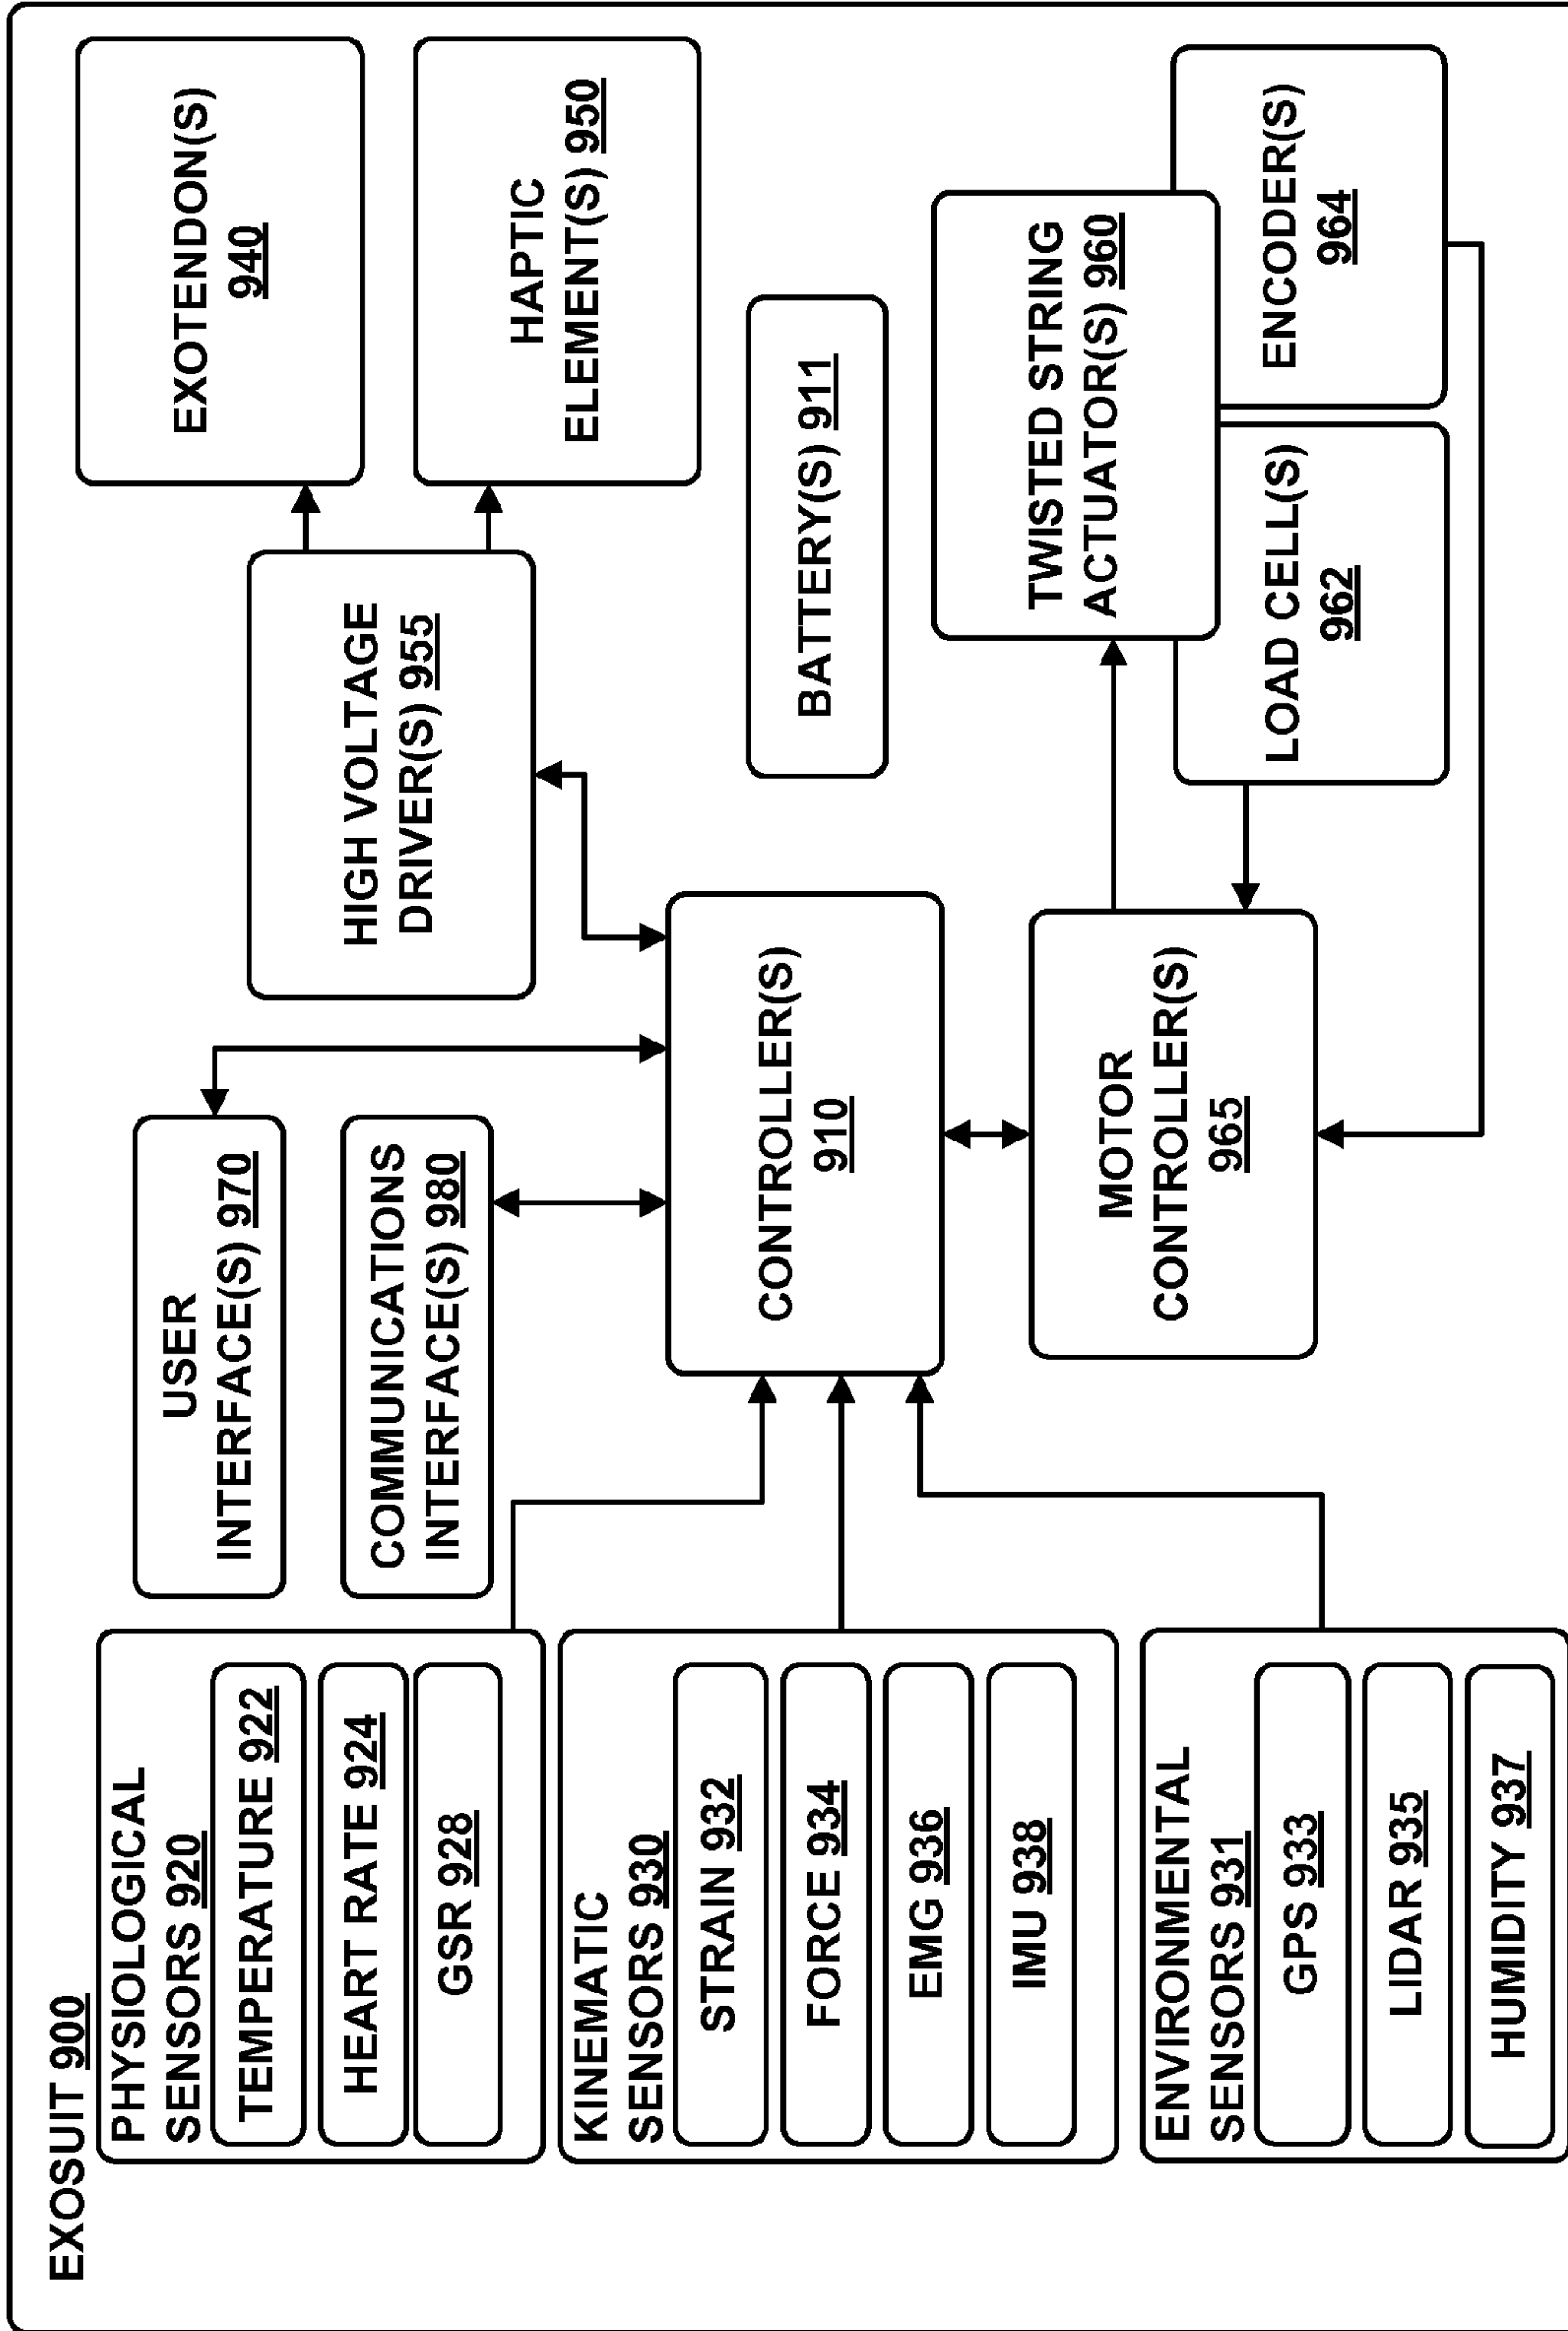 EXOSUIT 900
PHYSIOLOGICAL
SENSORS 920
TEMPERATURE 922
HEART RATE 924
GSR 928
KINEMATIC
SENSORS 930
STRAIN 932
FORCE 934
EMG 936
IMU 938
ENVIRONMENTAL
SENSORS 931
GPS 933
LIDAR 935
HUMIDITY 937
USER
INTERFACE(S) 970
COMMUNICATIONS
INTERFACE(S) 980
CONTROLLER(S)
910
MOTOR
CONTROLLER(S)
965
HIGH VOLTAGE
DRIVER(S) 955
EXOTENDON(S)
940
HAPTIC
ELEMENT(S) 950
BATTERY(S) 911
TWISTED STRING
ACTUATOR(S) 960
LOAD CELL(S)
962
ENCODER(S)
964